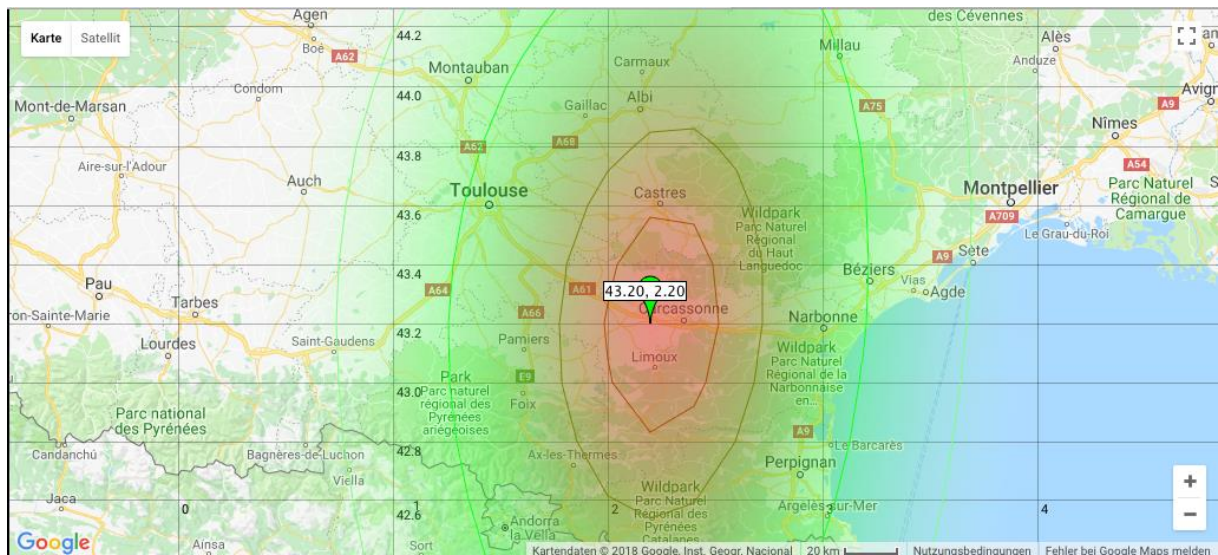 Karte
Satellit
Agen
Boé
A62
44.2
Montauban
Condom
Mont-de-Marsan
44.0
Carmaux
Albi
Gaillac
Millau
des Cévennes
Alès
Anduze
A75
A9
Nîmes
A54
Parc Naturel
Régional de
Camargue
Aire-sur-l'Adour
Auch
A62
43.8
A68
Toulouse
43.6
Castres
Wildpark
Parc Naturel
Régional
du Haut
Languedoc
Montpellier
A709
Le Grau-du-Roi
Sète
A9
Béziers
Vias
Agde
Pau
Tarbes
A64
43.4
A61
43.20, 2.20
Carcassonne
A66
Narbonne
Lourdes
Saint-Gaudens
43.2
Pamiers
Limoux
Wildpark
Parc Naturel
Régional de la
Narbonnaise
en...
Park
Parc naturel
régional des
Pyrénées
ariégeoises
E9
Foix
43.0
Parc national
des Pyrénées
Candanchú
Bagnères-de-Luchon
Viella
42.8
Ax-les-Thermes
A9
Le Barcarès
Perpignan
Wildpark
Parc Naturel
Régional des
Pyrénées
Catalanes
Argelès-sur-Mer
Jaca
0
1
2
3
4
42.6
Andorra
la Vella
Google
Aínsa
Sort
Kartendaten © 2018 Google, Inst. Geogr. Nacional
20 km
Nutzungsbedingungen
Fehler bei Google Maps melden
+
−